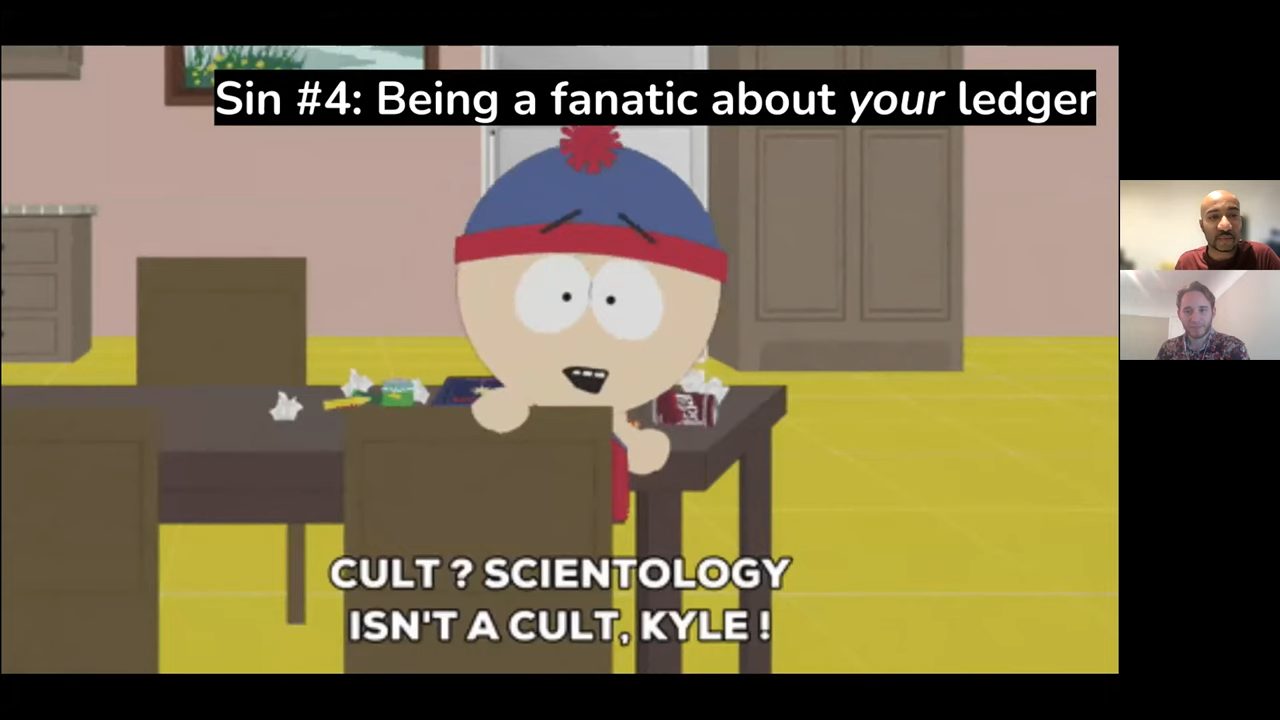 Sin #4: Being a fanatic about your ledger
CULT ? SCIENTOLOGY
ISN'T A CULT, KYLE !